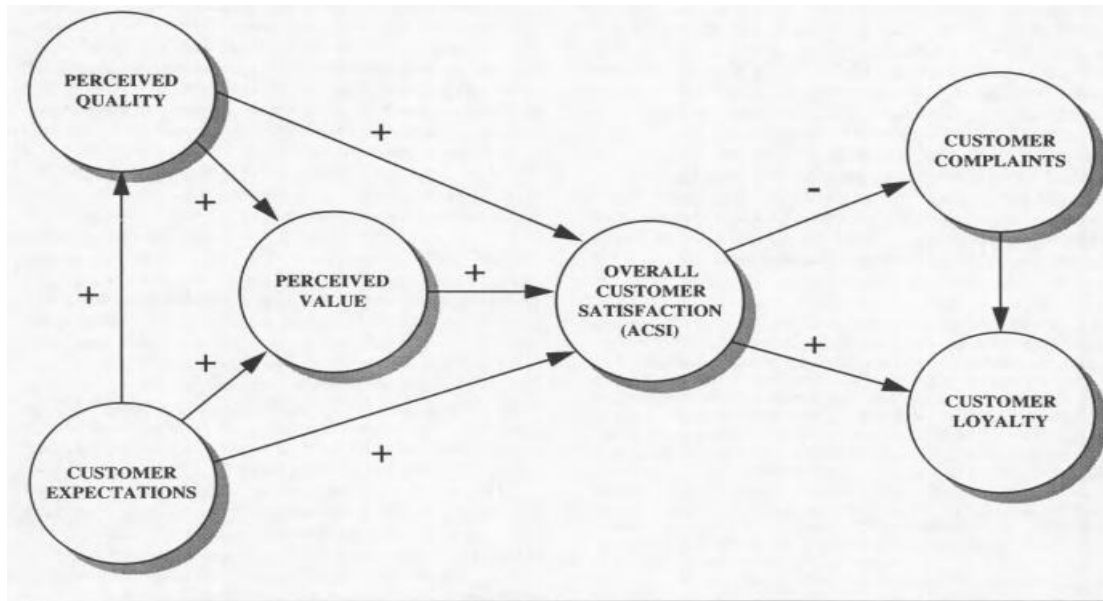 PERCEIVED
QUALITY
+
+
+
PERCEIVED
VALUE
+
+
+
CUSTOMER
EXPECTATIONS
OVERALL
CUSTOMER
SATISFACTION
(ACSI)
-
+
CUSTOMER
COMPLAINTS
CUSTOMER
LOYALTY